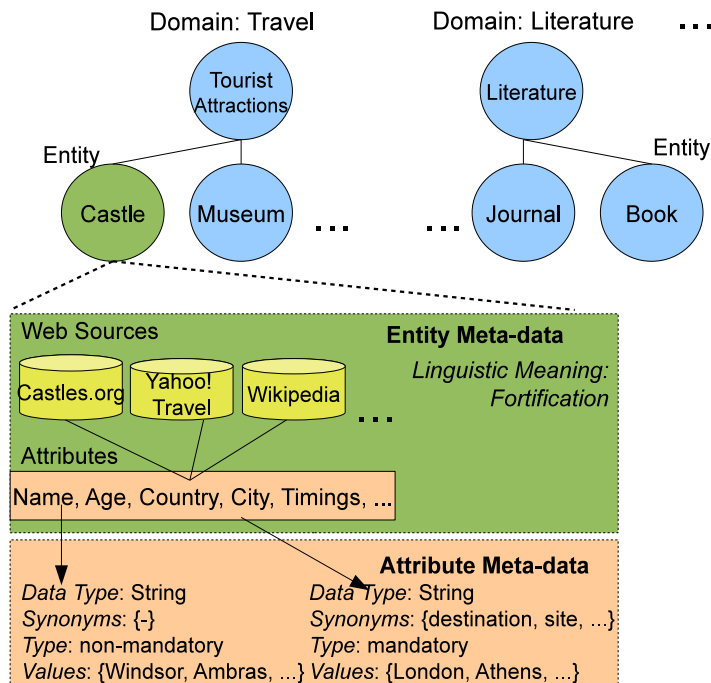 Domain: Travel
Domain: Literature ...
Tourist
Attractions
Literature
Entity
Entity
Castle
Museum
...
...
Journal
Book
Web Sources
Entity Meta-data
Linguistic Meaning:
Fortification
Castles.org
Yahoo!
Travel
Wikipedia
...
Attributes
Name, Age, Country, City, Timings, ...
Attribute Meta-data
Data Type: String
Synonyms: {-}
Type: non-mandatory
Values: {Windsor, Ambras, ...}
Data Type: String
Synonyms: {destination, site, ...}
Type: mandatory
Values: {London, Athens, ...}